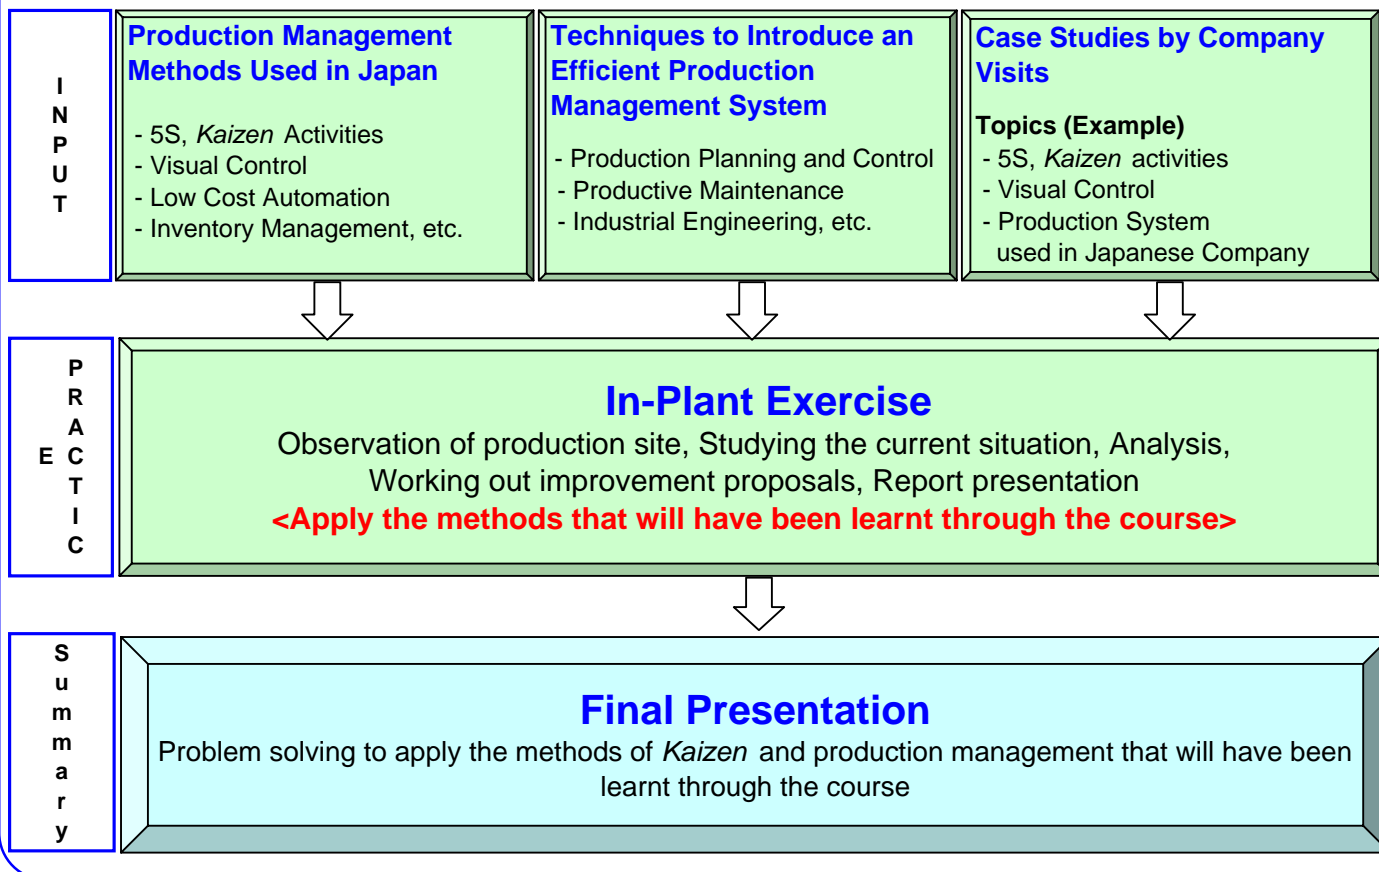 INPUT
Production Management
Methods Used in Japan
- 5S, Kaizen Activities
- Visual Control
- Low Cost Automation
- Inventory Management, etc.
Techniques to Introduce an
Efficient Production
Management System
- Production Planning and Control
- Productive Maintenance
- Industrial Engineering, etc.
Case Studies by Company
Visits
Topics (Example)
- 5S, Kaizen activities
- Visual Control
- Production System
used in Japanese Company
PRACTICE
In-Plant Exercise
Observation of production site, Studying the current situation, Analysis,
Working out improvement proposals, Report presentation
<Apply the methods that will have been learnt through the course>
Summary
Final Presentation
Problem solving to apply the methods of Kaizen and production management that will have been
learnt through the course